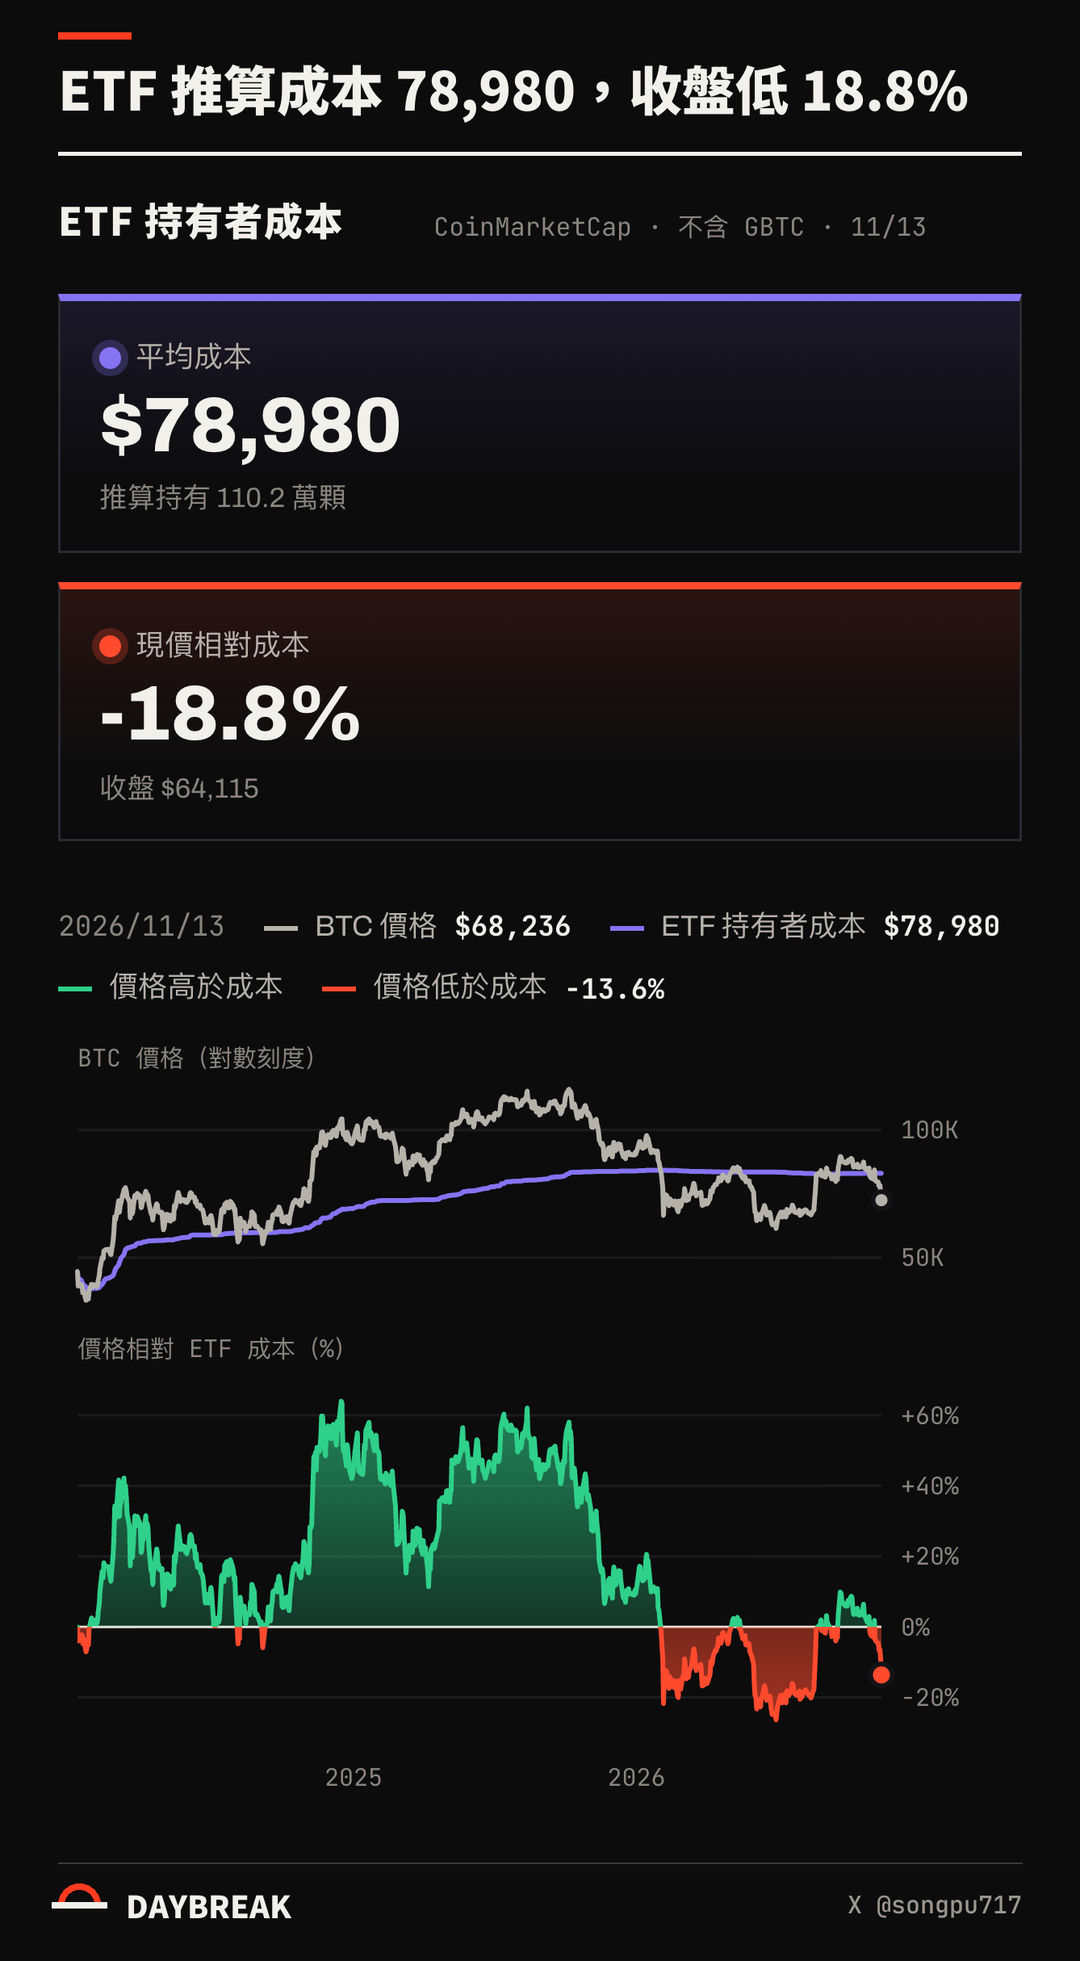 ETF 推算成本 78,980，收盤低 18.8%
ETF 持有者成本
CoinMarketCap · 不含 GBTC · 11/13
平均成本
$78,980
推算持有 110.2 萬顆
現價相對成本
-18.8%
收盤 $64,115
2026/11/13 BTC 價格 $68,236 ETF 持有者成本 $78,980
價格高於成本 價格低於成本 -13.6%
BTC 價格 (對數刻度)
100K
50K
價格相對 ETF 成本 (%)
+60%
+40%
+20%
0%
-20%
2025 2026
DAYBREAK
X @songpu717